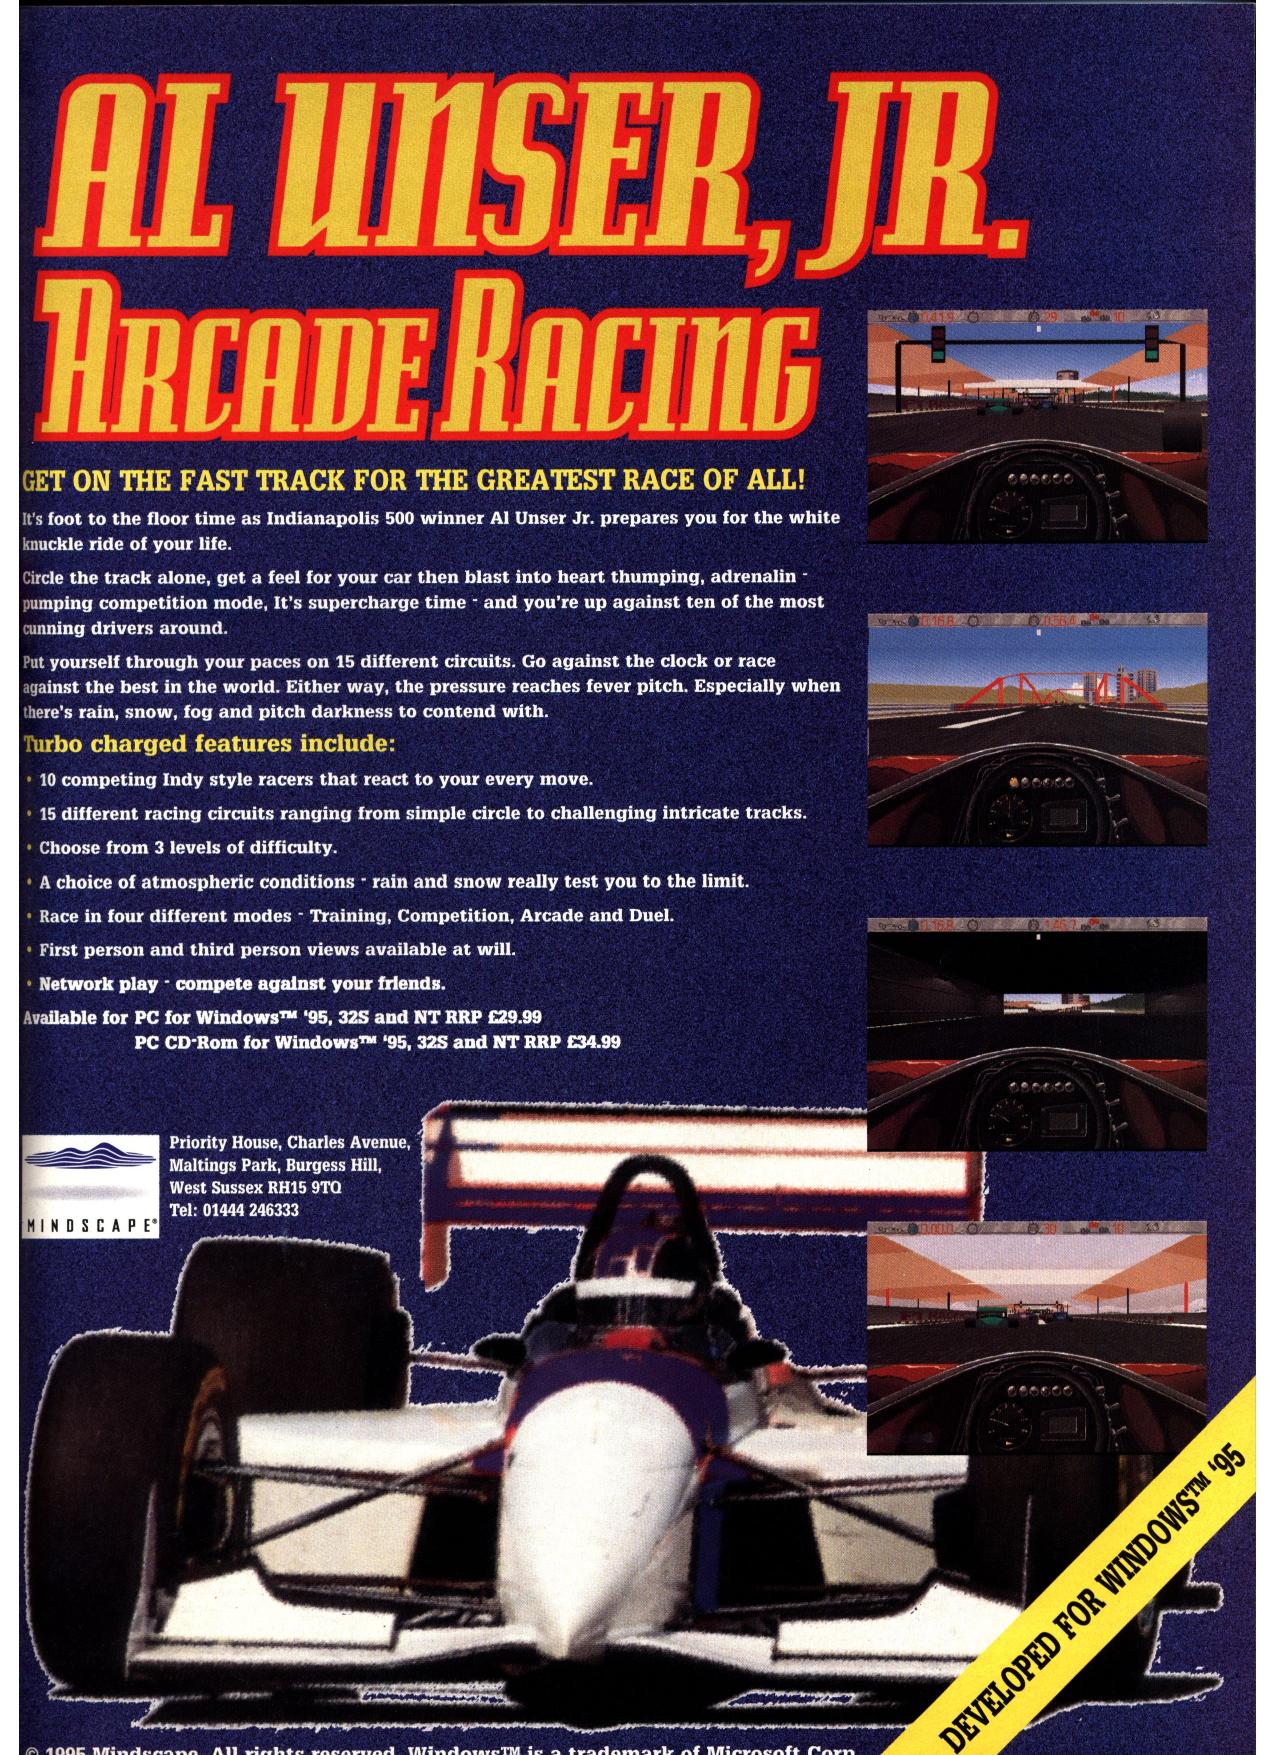 AL UNSER, JR.
ARCADE RACING
GET ON THE FAST TRACK FOR THE GREATEST RACE OF ALL!
It's foot to the floor time as Indianapolis 500 winner Al Unser Jr. prepares you for the white
knuckle ride of your life.
Circle the track alone, get a feel for your car then blast into heart thumping, adrenalin -
pumping competition mode, It's supercharge time - and you're up against ten of the most
cunning drivers around.
Put yourself through your paces on 15 different circuits. Go against the clock or race
against the best in the world. Either way, the pressure reaches fever pitch. Especially when
there's rain, snow, fog and pitch darkness to contend with.
Turbo charged features include:
• 10 competing Indy style racers that react to your every move.
• 15 different racing circuits ranging from simple circle to challenging intricate tracks.
• Choose from 3 levels of difficulty.
• A choice of atmospheric conditions - rain and snow really test you to the limit.
• Race in four different modes - Training, Competition, Arcade and Duel.
• First person and third person views available at will.
• Network play - compete against your friends.
Available for PC for Windows™ '95, 32S and NT RRP £29.99
PC CD-Rom for Windows™ '95, 32S and NT RRP £34.99
MINDSCAPE®
Priority House, Charles Avenue,
Maltings Park, Burgess Hill,
West Sussex RH15 9TQ
Tel: 01444 246333
DEVELOPED FOR WINDOWS™ '95
© 1995 Mindscape. All rights reserved. Windows™ is a trademark of Microsoft Corp